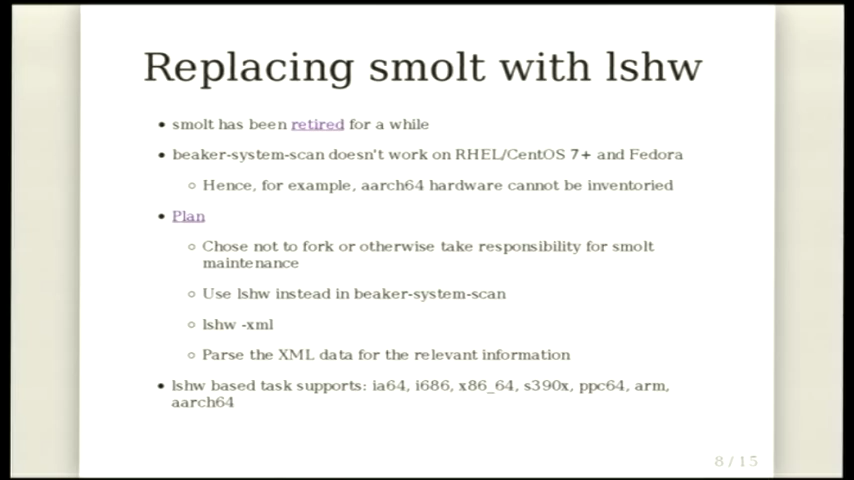 Replacing smolt with lshw
• smolt has been retired for a while
• beaker-system-scan doesn't work on RHEL/CentOS 7+ and Fedora
○ Hence, for example, aarch64 hardware cannot be inventoried
• Plan
○ Chose not to fork or otherwise take responsibility for smolt
maintenance
○ Use lshw instead in beaker-system-scan
○ lshw -xml
○ Parse the XML data for the relevant information
• lshw based task supports: ia64, i686, x86_64, s390x, ppc64, arm,
aarch64
8 / 15